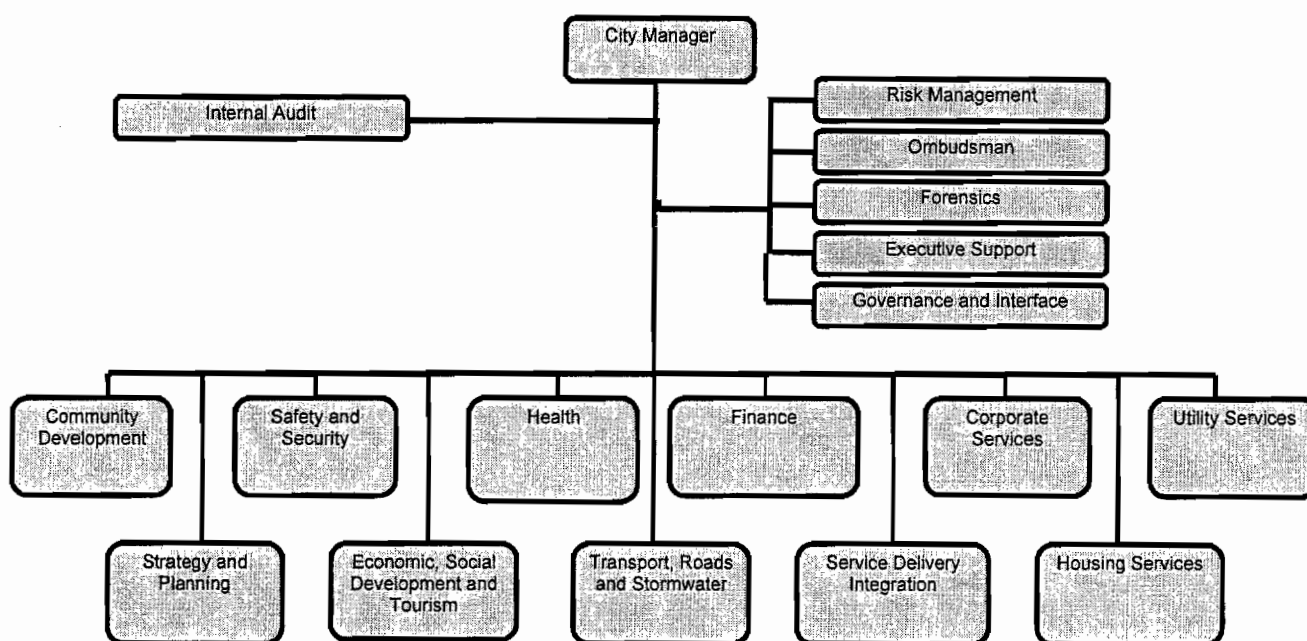 City Manager
Internal Audit
Risk Management
Ombudsman
Forensics
Executive Support
Governance and Interface
Community
Development
Safety and
Security
Health
Finance
Corporate
Services
Utility Services
Strategy and
Planning
Economic, Social
Development and
Tourism
Transport, Roads
and Stormwater
Service Delivery
Integration
Housing Services